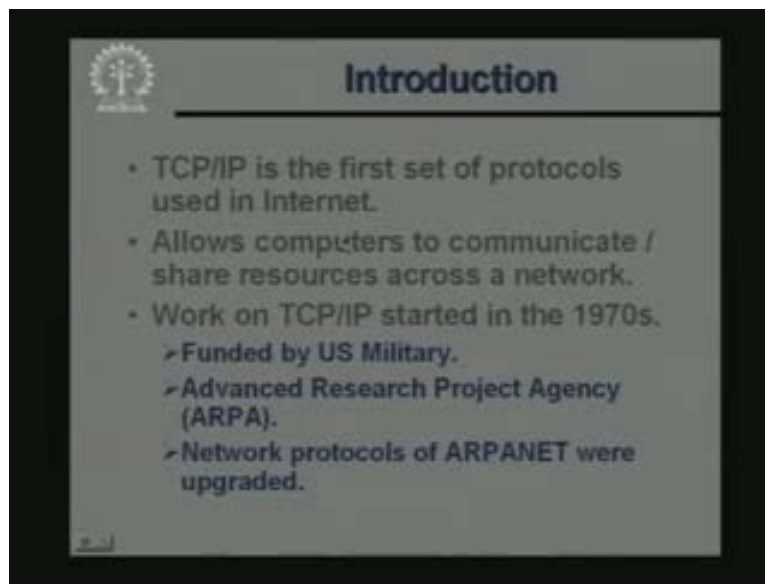 Introduction
• TCP/IP is the first set of protocols
used in Internet.
• Allows computers to communicate /
share resources across a network.
• Work on TCP/IP started in the 1970s.
➢Funded by US Military.
➢Advanced Research Project Agency
(ARPA).
➢Network protocols of ARPANET were
upgraded.